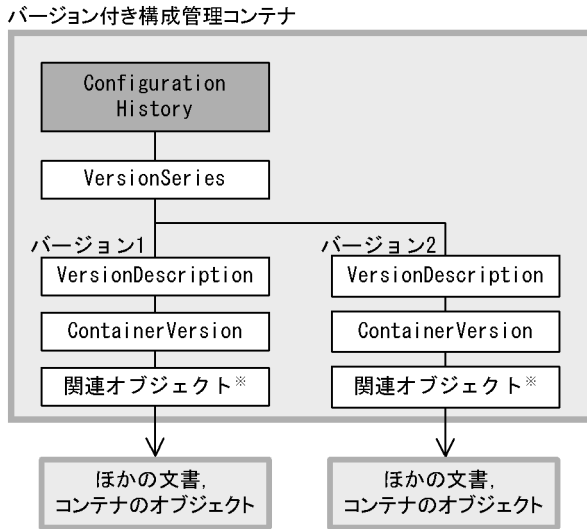 バージョン付き構成管理コンテナ
Configuration
History
VersionSeries
バージョン1
バージョン2
VersionDescription
VersionDescription
ContainerVersion
ContainerVersion
関連オブジェクト※
関連オブジェクト※
ほかの文書,
コンテナのオブジェクト
ほかの文書,
コンテナのオブジェクト